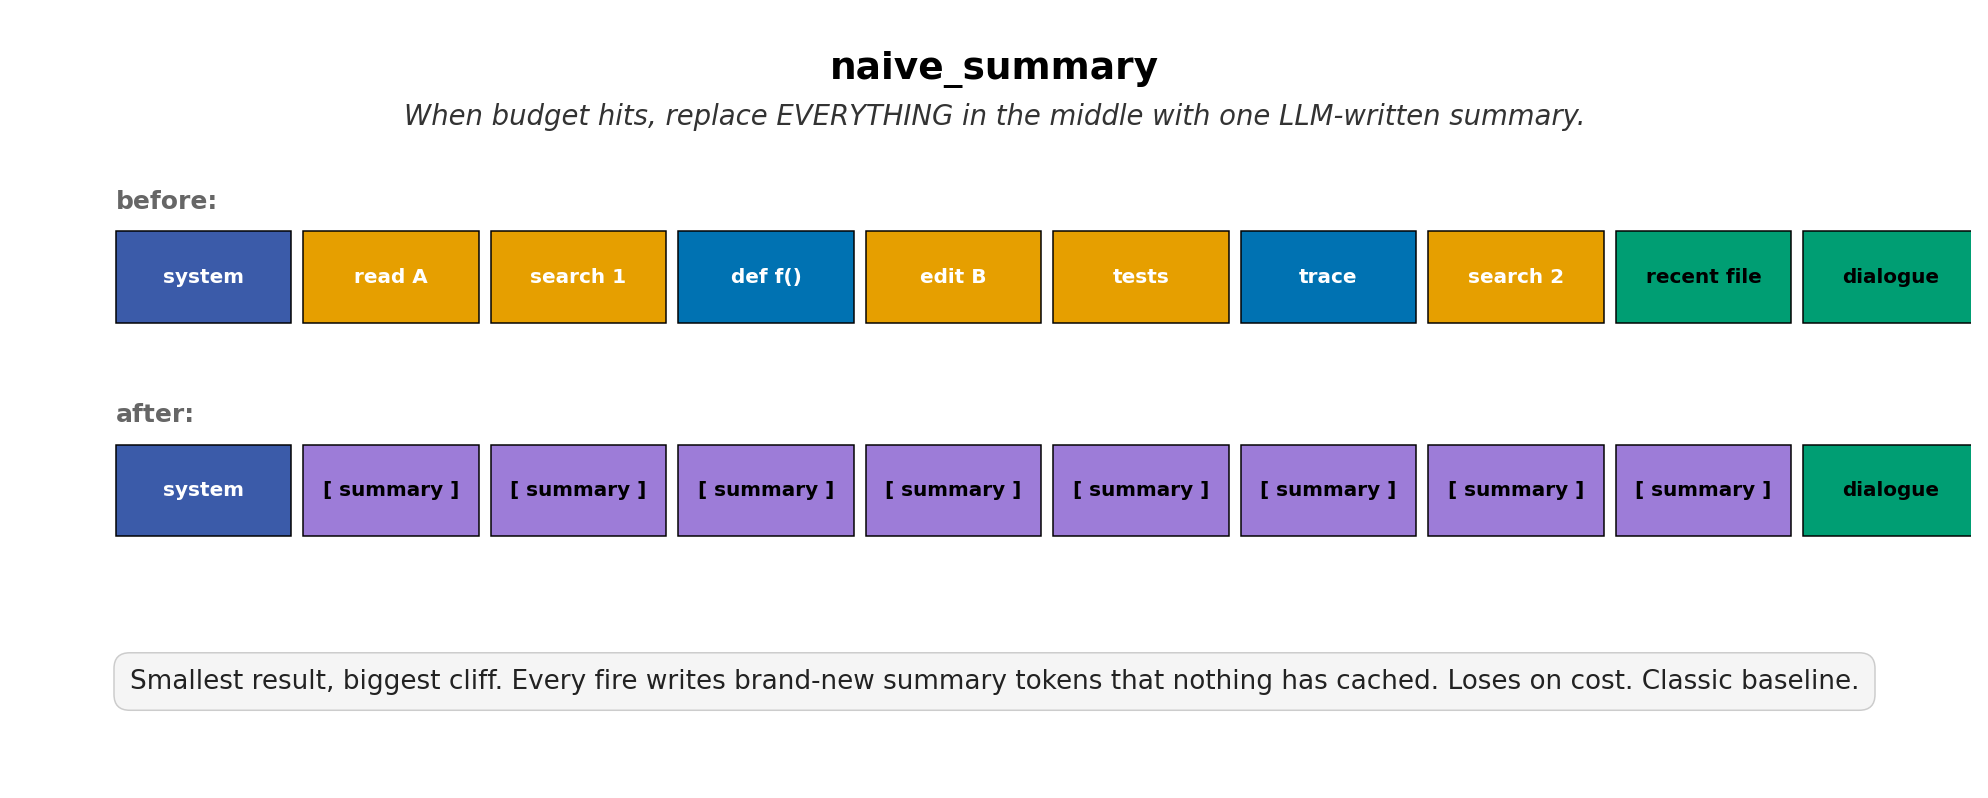 naive_summary
When budget hits, replace EVERYTHING in the middle with one LLM-written summary.
before:
system read A search 1 def f() edit B tests trace search 2 recent file dialogue
after:
system [ summary ] [ summary ] [ summary ] [ summary ] [ summary ] [ summary ] [ summary ] [ summary ] dialogue
Smallest result, biggest cliff. Every fire writes brand-new summary tokens that nothing has cached. Loses on cost. Classic baseline.